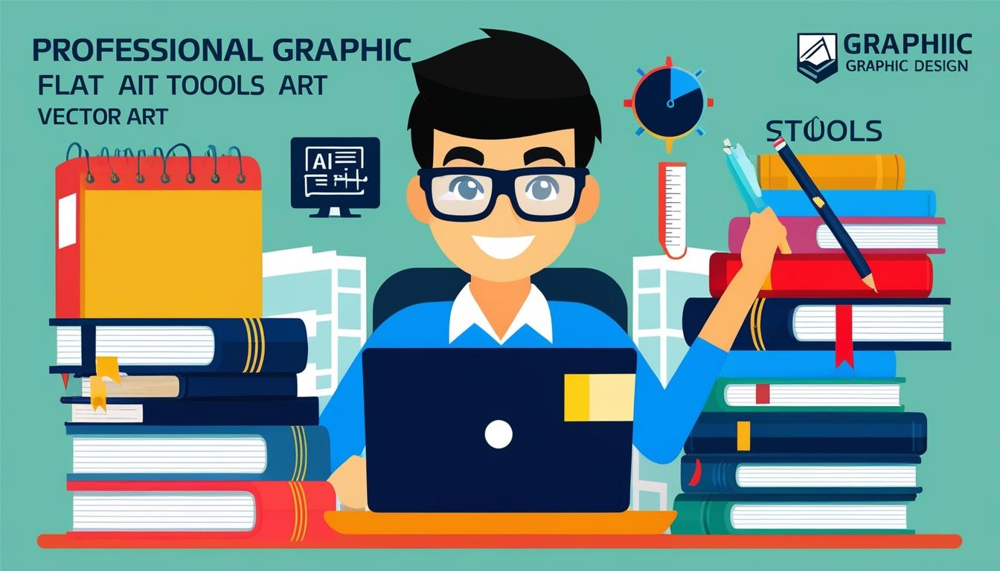 PROFESSIONAL GRAPHIC
FLAT AIT TOOOLS ART
VECTOR ART
AI
GRAPHIIC
GRAPHIC DESIGN
STOOLS